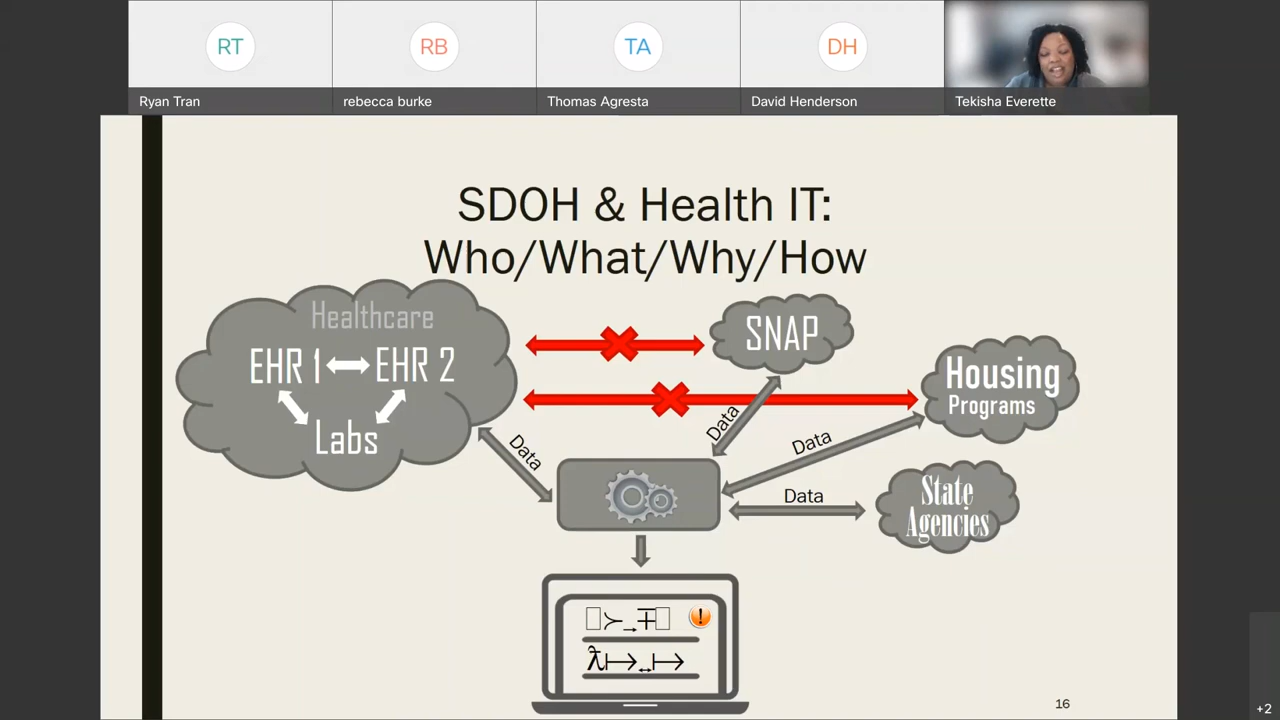 RT
RB
TA
DH
Ryan Tran
rebecca burke
Thomas Agresta
David Henderson
Tekisha Everette
SDOH & Health IT:
Who/What/Why/How
Healthcare
EHR 1
EHR 2
Labs
SNAP
Housing
Programs
State
Agencies
Data
Data
Data
Data
!
16
+2